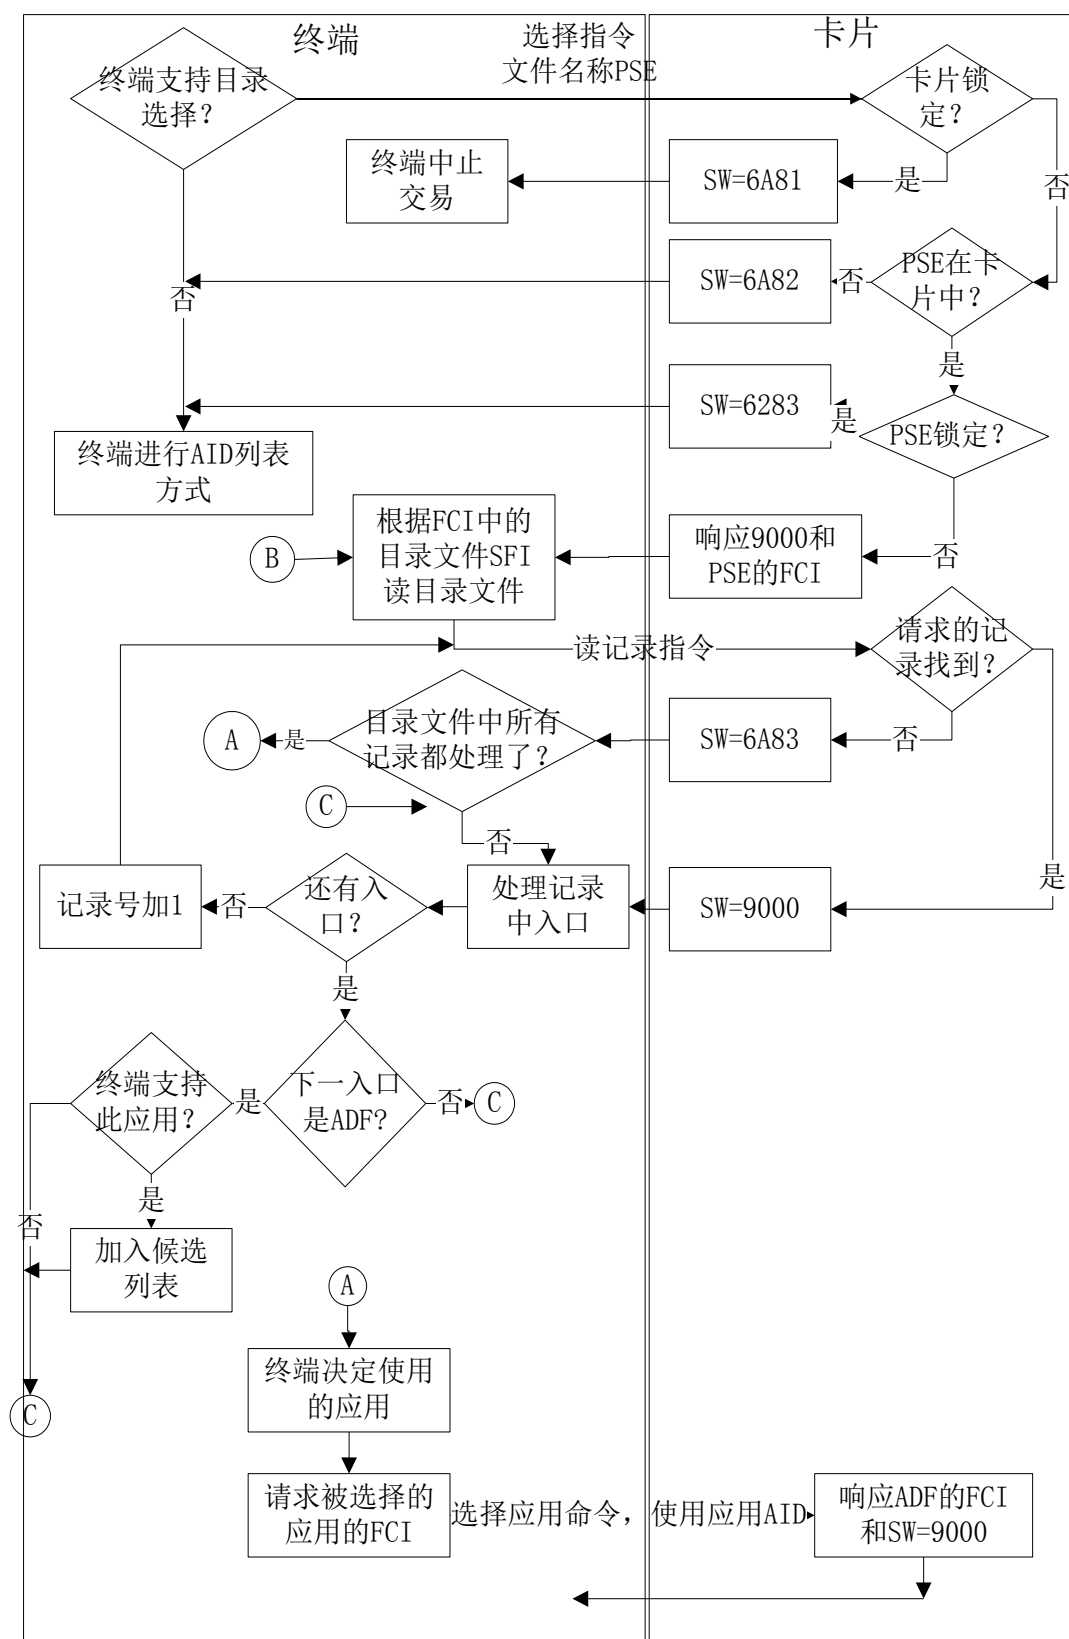 终端
选择指令
文件名称PSE
卡片
终端支持目录
选择？
卡片锁
定？
终端中止
交易
SW=6A81
是
否
SW=6A82
否
PSE在卡
片中？
否
是
SW=6283
是
PSE锁定？
终端进行AID列表
方式
B
根据FCI中的
目录文件SFI
读目录文件
响应9000和
PSE的FCI
否
读记录指令
请求的记
录找到？
A
是
目录文件中所有
记录都处理了？
SW=6A83
否
C
否
是
记录号加1
否
还有入
口？
处理记录
中入口
SW=9000
是
终端支持
此应用？
是
下一入口
是ADF?
否
C
是
否
加入候选
列表
A
终端决定使用
的应用
C
请求被选择的
应用的FCI
选择应用命令，使用应用AID
响应ADF的FCI
和SW=9000